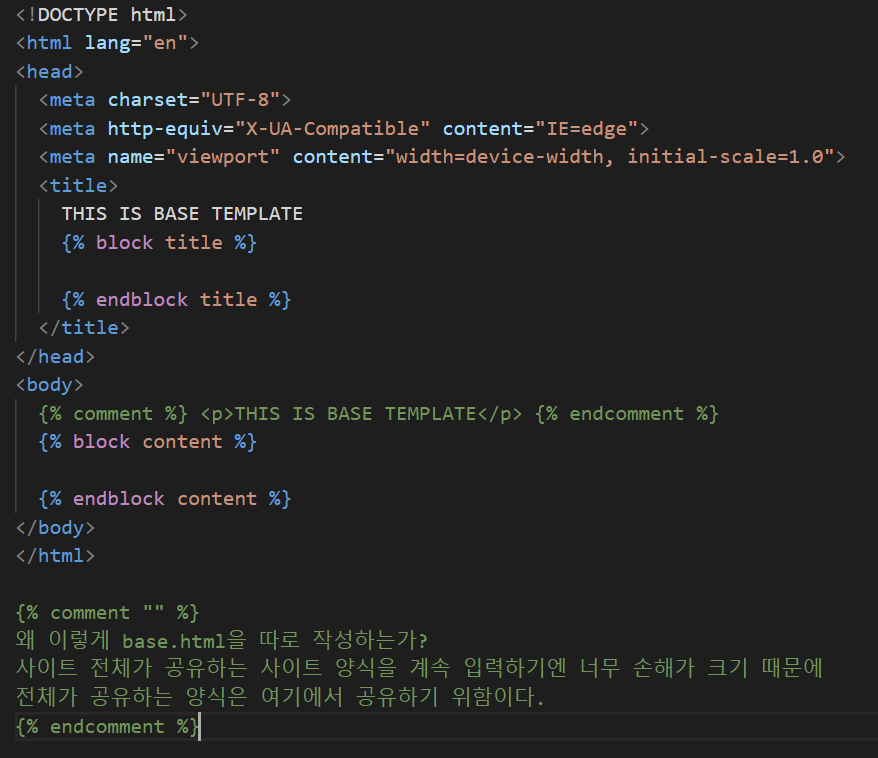 <!DOCTYPE html>
<html lang="en">
<head>
  <meta charset="UTF-8">
  <meta http-equiv="X-UA-Compatible" content="IE=edge">
  <meta name="viewport" content="width=device-width, initial-scale=1.0">
  <title>
    THIS IS BASE TEMPLATE
    {% block title %}

    {% endblock title %}
  </title>
</head>
<body>
  {% comment %} <p>THIS IS BASE TEMPLATE</p> {% endcomment %}
  {% block content %}

  {% endblock content %}
</body>
</html>

{% comment "" %}
왜 이렇게 base.html을 따로 작성하는가?
사이트 전체가 공유하는 사이트 양식을 계속 입력하기엔 너무 손해가 크기 때문에
전체가 공유하는 양식은 여기에서 공유하기 위함이다.
{% endcomment %}